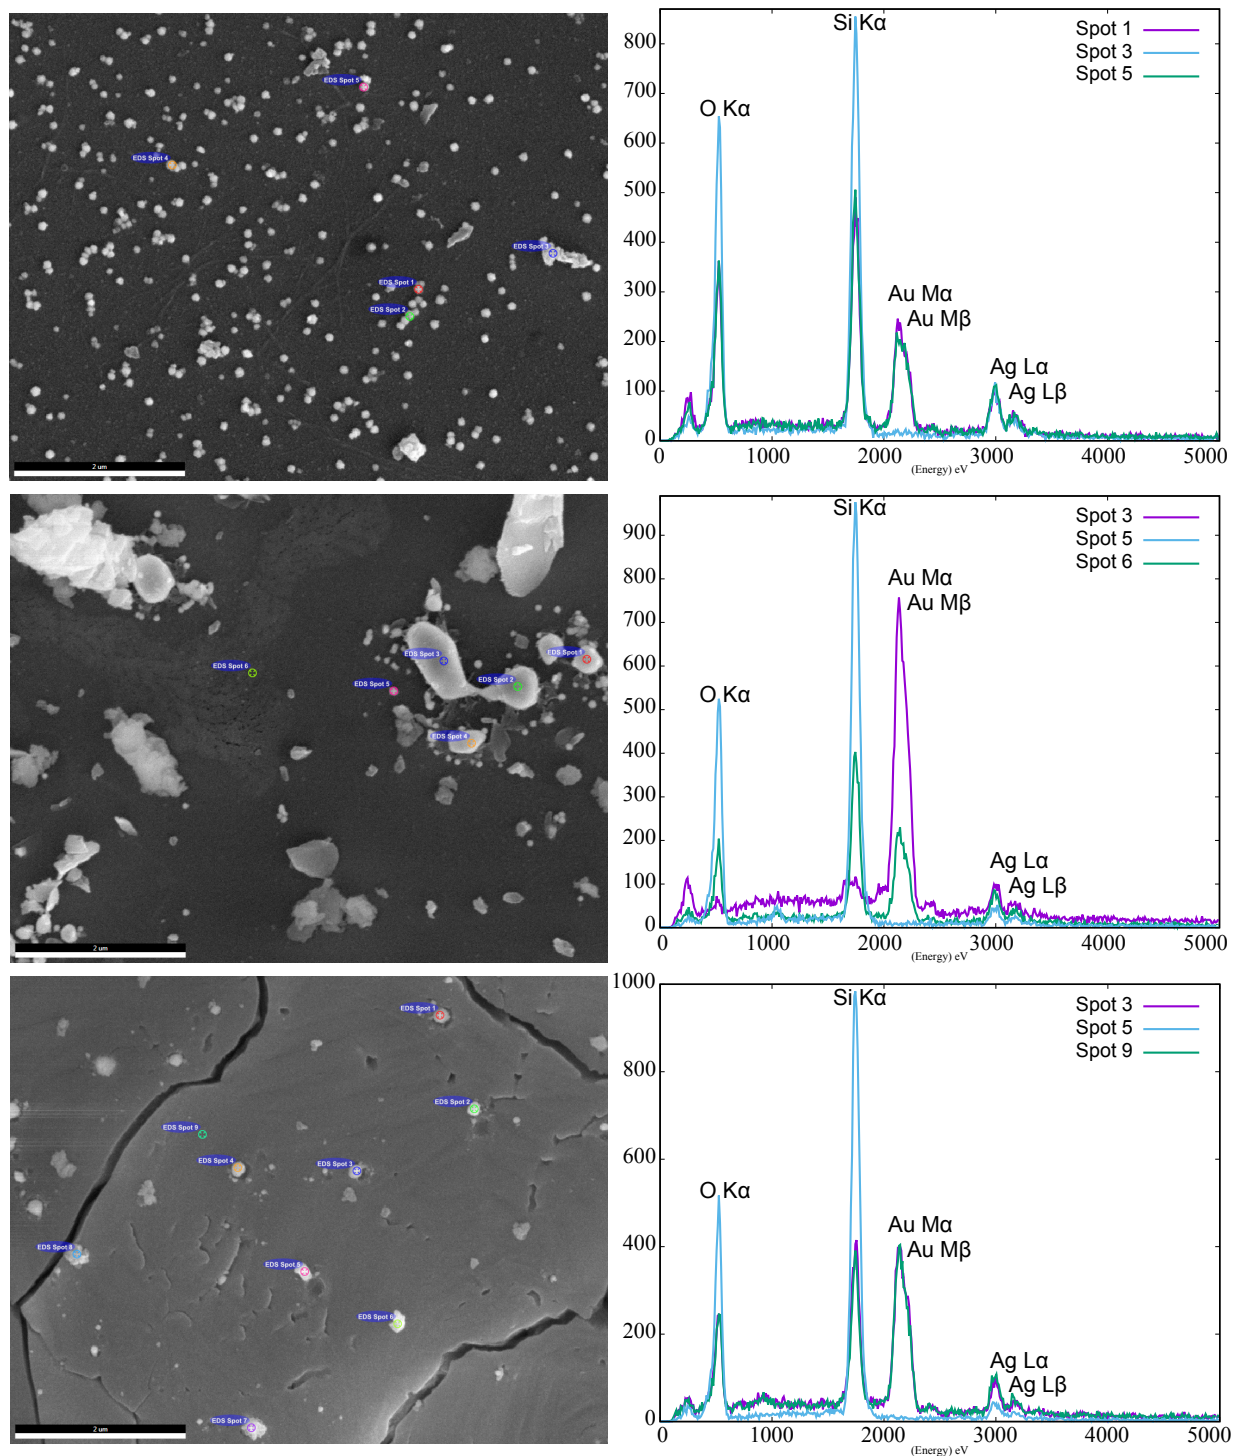 EDS Spot 5
EDS Spot 4
EDS Spot 3
EDS Spot 1
EDS Spot 2
2 um
Si Kα
O Kα
Au Mα
Au Mβ
Ag Lα
Ag Lβ
Spot 1
Spot 3
Spot 5
800
700
600
500
400
300
200
100
0
0 1000 2000 3000 4000 5000
(Energy) eV
EDS Spot 1
EDS Spot 3
EDS Spot 6
EDS Spot 2
EDS Spot 5
EDS Spot 4
2 um
Si Kα
O Kα
Au Mα
Au Mβ
Ag Lα
Ag Lβ
Spot 3
Spot 5
Spot 6
900
800
700
600
500
400
300
200
100
0
0 1000 2000 3000 4000 5000
(Energy) eV
EDS Spot 1
EDS Spot 2
EDS Spot 9
EDS Spot 4
EDS Spot 3
EDS Spot 8
EDS Spot 5
EDS Spot 6
EDS Spot 7
2 um
Si Kα
O Kα
Au Mα
Au Mβ
Ag Lα
Ag Lβ
Spot 3
Spot 5
Spot 9
1000
800
600
400
200
0
0 1000 2000 3000 4000 5000
(Energy) eV